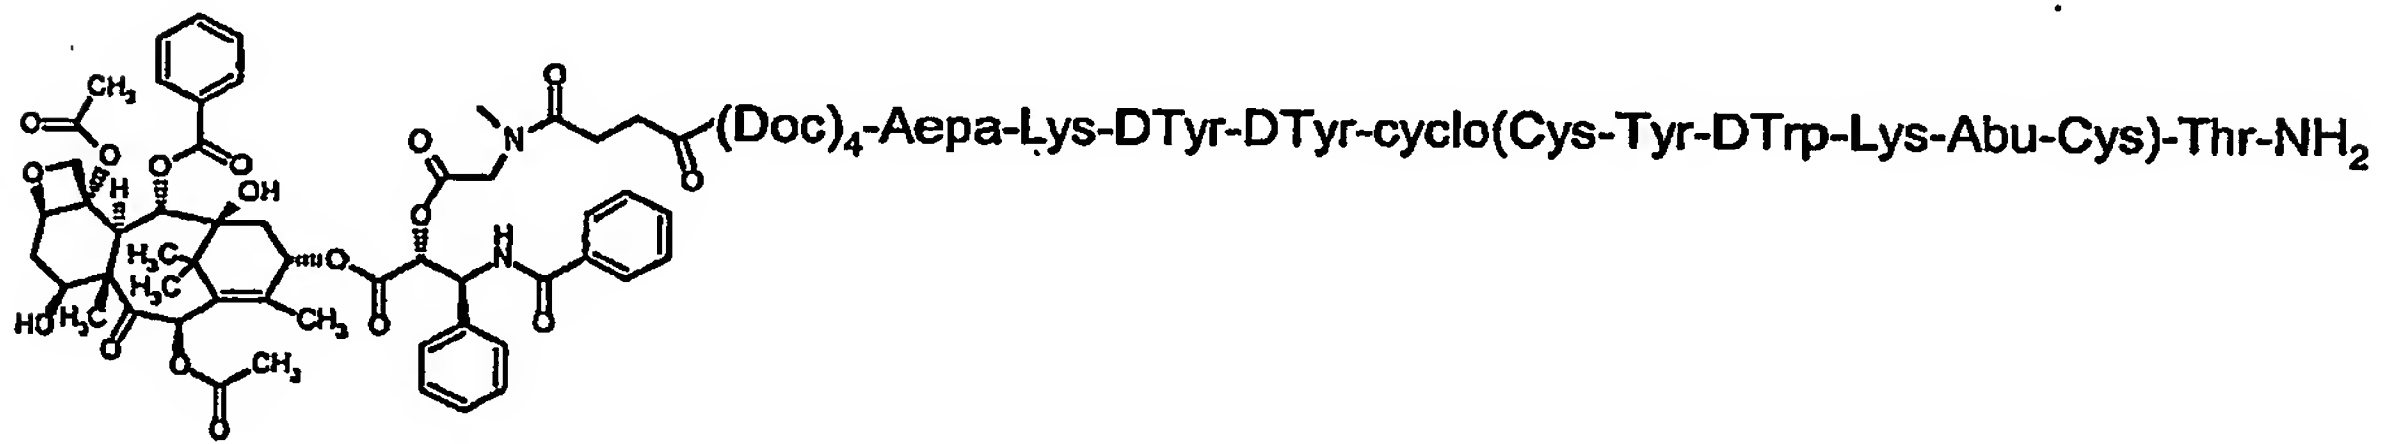 CH3
O
O
O
O
O
O
H
OH
N
O
O
O
O
(Doc)4-Aepa-Lys-DTyr-DTyr-cyclo(Cys-Tyr-DTrp-Lys-Abu-Cys)-Thr-NH2
H3C
H3C
O
H
N
O
O
HO
H3C
CH3
O
O
CH3
O